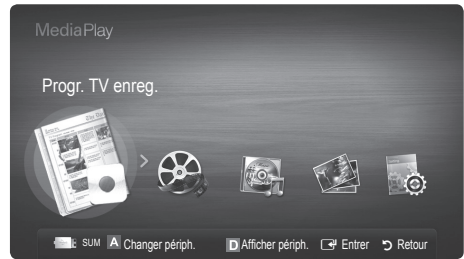 MediaPlay
Progr. TV enreg.
SUM A Changer périph. D Afficher périph. Entrer Retour